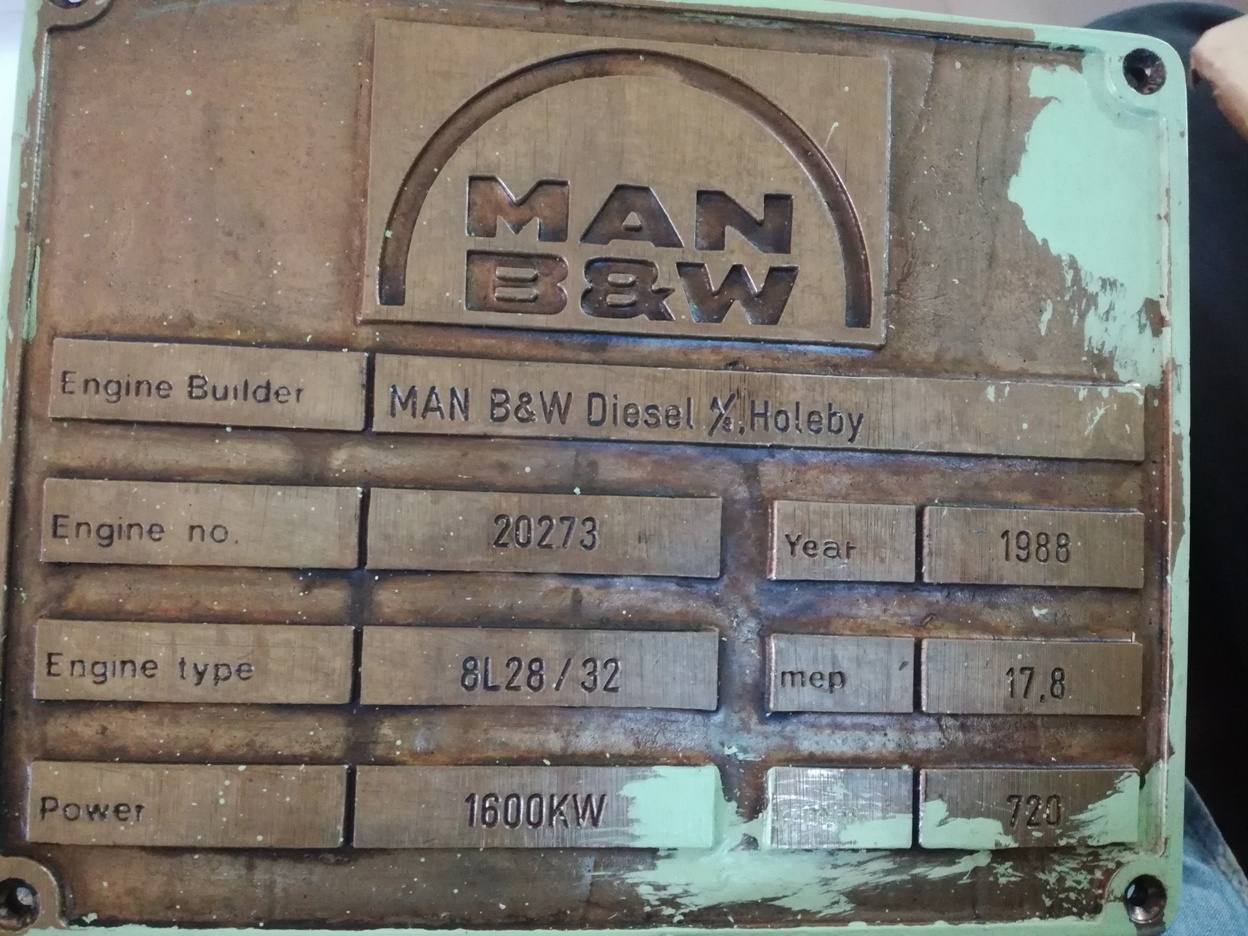 MAN
B&W
Engine Builder MAN B&W Diesel A/S, Holeby
Engine no. 20273 Year 1988
Engine type 8L28/32 mep 17,8
Power 1600KW 720